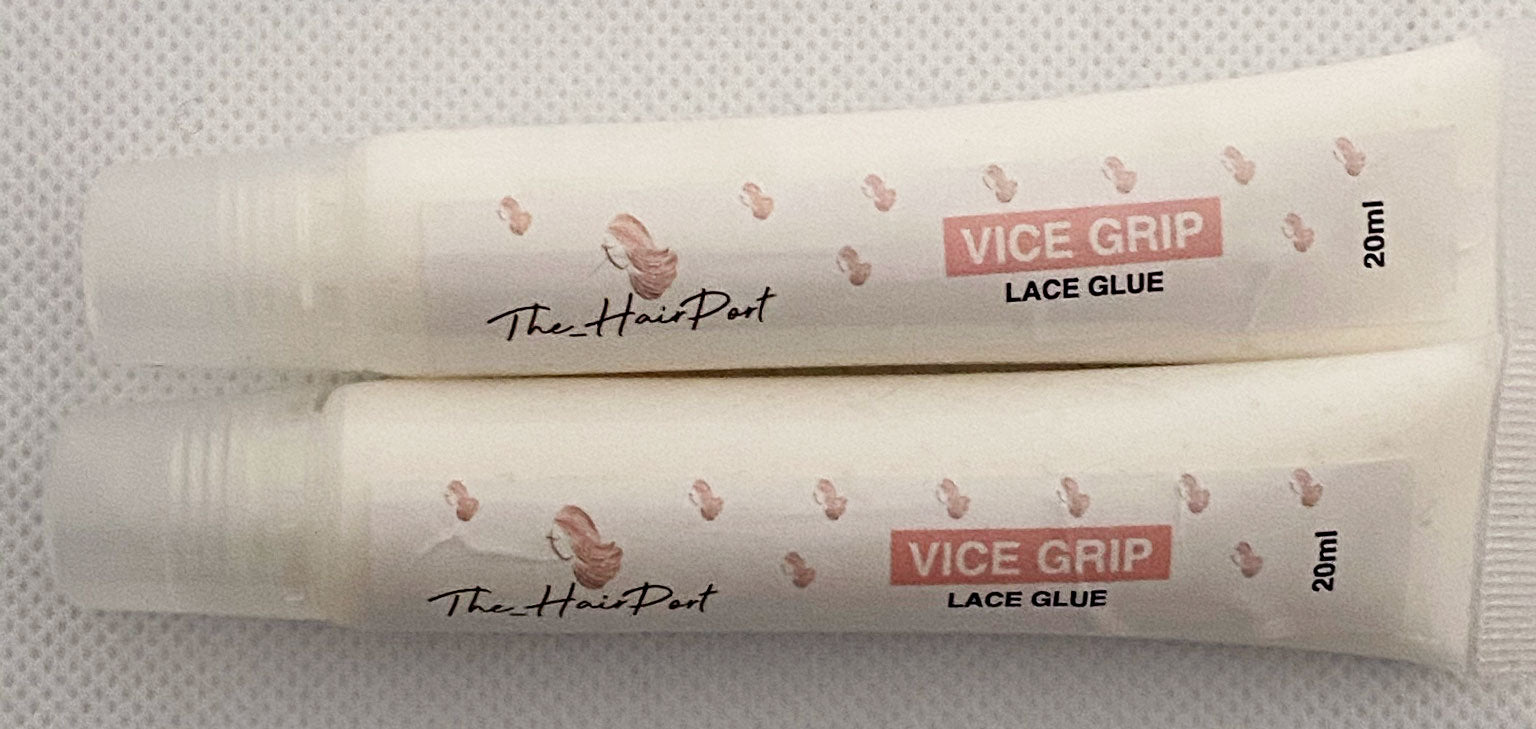 The_HairPort
VICE GRIP
LACE GLUE
20ml
The_HairPort
VICE GRIP
LACE GLUE
20ml